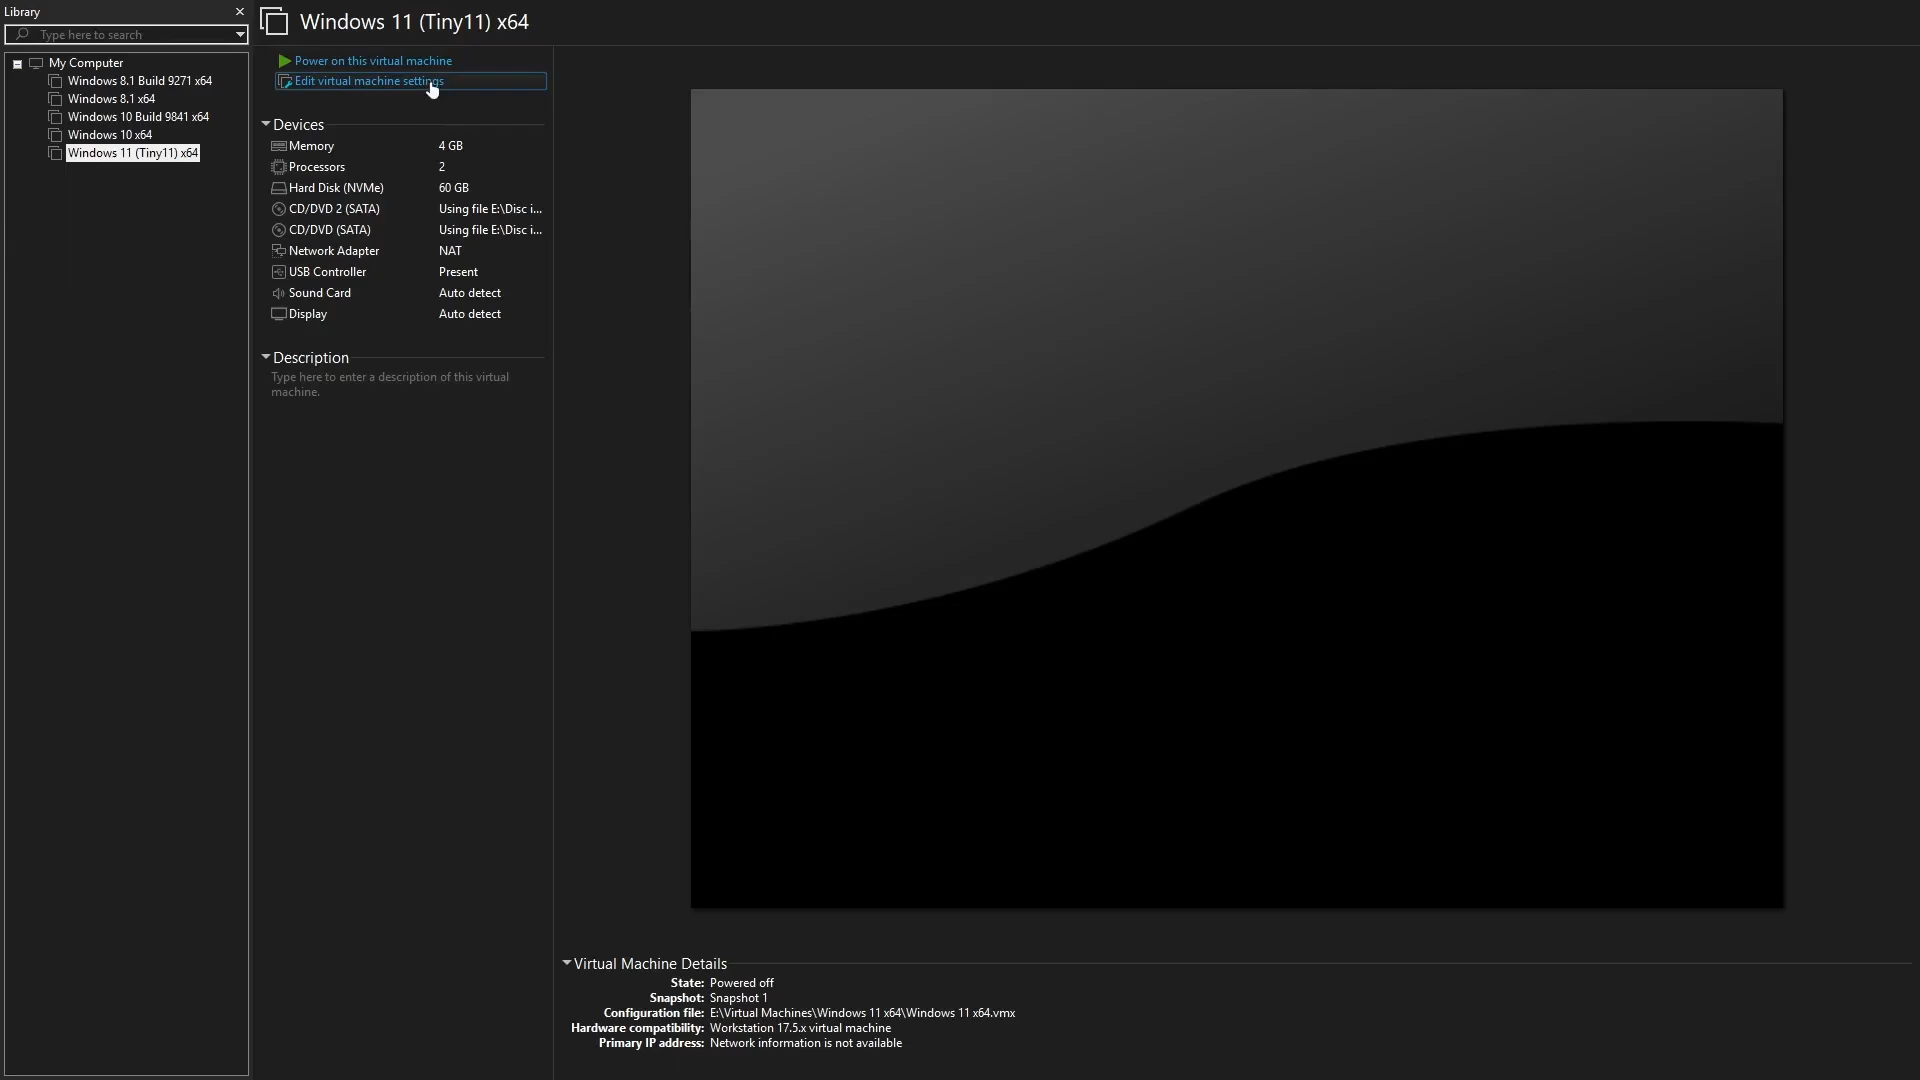 Library
Type here to search
My Computer
Windows 8.1 Build 9271 x64
Windows 8.1 x64
Windows 10 Build 9841 x64
Windows 10 x64
Windows 11 (Tiny11) x64
Windows 11 (Tiny11) x64
Power on this virtual machine
Edit virtual machine settings
Devices
Memory 4 GB
Processors 2
Hard Disk (NVMe) 60 GB
CD/DVD 2 (SATA) Using file E:\Disc i...
CD/DVD (SATA) Using file E:\Disc i...
Network Adapter NAT
USB Controller Present
Sound Card Auto detect
Display Auto detect
Description
Type here to enter a description of this virtual
machine.
Virtual Machine Details
State: Powered off
Snapshot: Snapshot 1
Configuration file: E:\Virtual Machines\Windows 11 x64\Windows 11 x64.vmx
Hardware compatibility: Workstation 17.5.x virtual machine
Primary IP address: Network information is not available